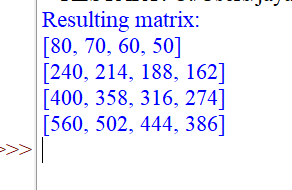 Resulting matrix:
[80, 70, 60, 50]
[240, 214, 188, 162]
[400, 358, 316, 274]
[560, 502, 444, 386]
>>>